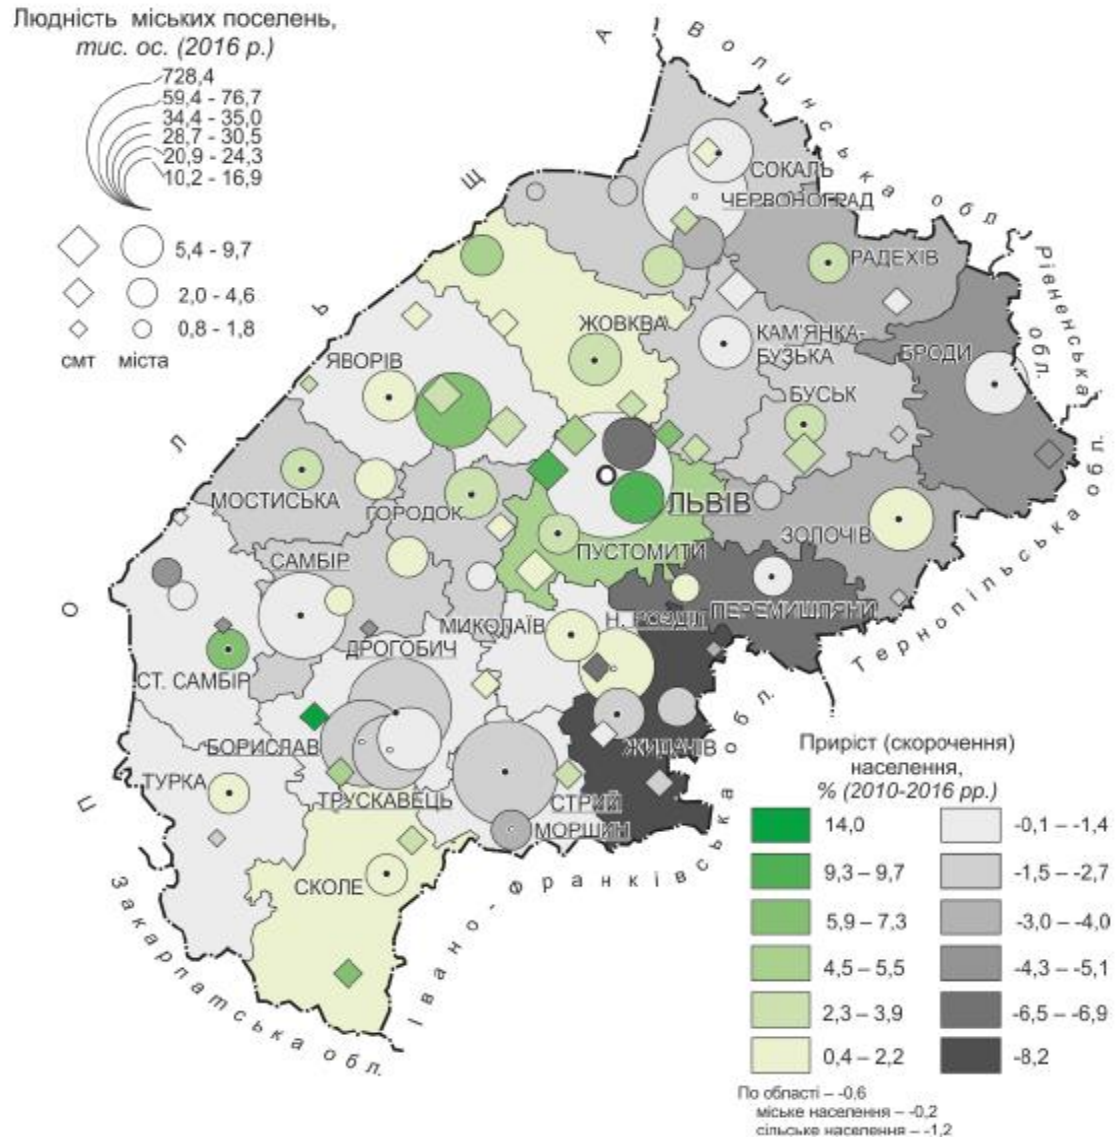 Людність міських поселень,
тис. ос. (2016 р.)
728,4
59,4 - 76,7
34,4 - 35,0
28,7 - 30,5
20,9 - 24,3
10,2 - 16,9
5,4 - 9,7
2,0 - 4,6
0,8 - 1,8
смт міста
ПОЛЬЩА
Волинська обл.
Рівненська обл.
Тернопільська обл.
Івано-Франківська обл.
Закарпатська обл.
СОКАЛЬ
ЧЕРВОНОГРАД
РАДЕХІВ
ЖОВКВА
КАМ'ЯНКА-
БУЗЬКА
БРОДИ
ЯВОРІВ
БУСЬК
МОСТИСЬКА
ГОРОДОК
ЛЬВІВ
ПУСТОМИТИ
ЗОЛОЧІВ
САМБІР
МИКОЛАЇВ
Н. РОЗДІЛ
ПЕРЕМИШЛЯНИ
ДРОГОБИЧ
СТ. САМБІР
БОРИСЛАВ
ЖИДАЧІВ
ТУРКА
ТРУСКАВЕЦЬ
СТРИЙ
МОРШИН
СКОЛЕ
Приріст (скорочення)
населення,
% (2010-2016 рр.)
14,0
9,3 – 9,7
5,9 – 7,3
4,5 – 5,5
2,3 – 3,9
0,4 – 2,2
-0,1 – -1,4
-1,5 – -2,7
-3,0 – -4,0
-4,3 – -5,1
-6,5 – -6,9
-8,2
По області – -0,6
міське населення – -0,2
сільське населення – -1,2